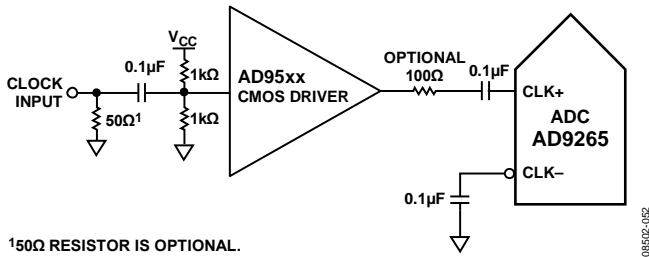 VCC
0.1µF
1kΩ
CLOCK
INPUT
50Ω1
1kΩ
AD95xx
CMOS DRIVER
OPTIONAL
100Ω
0.1µF
CLK+
ADC
AD9265
CLK–
0.1µF
150Ω RESISTOR IS OPTIONAL.
08502-052